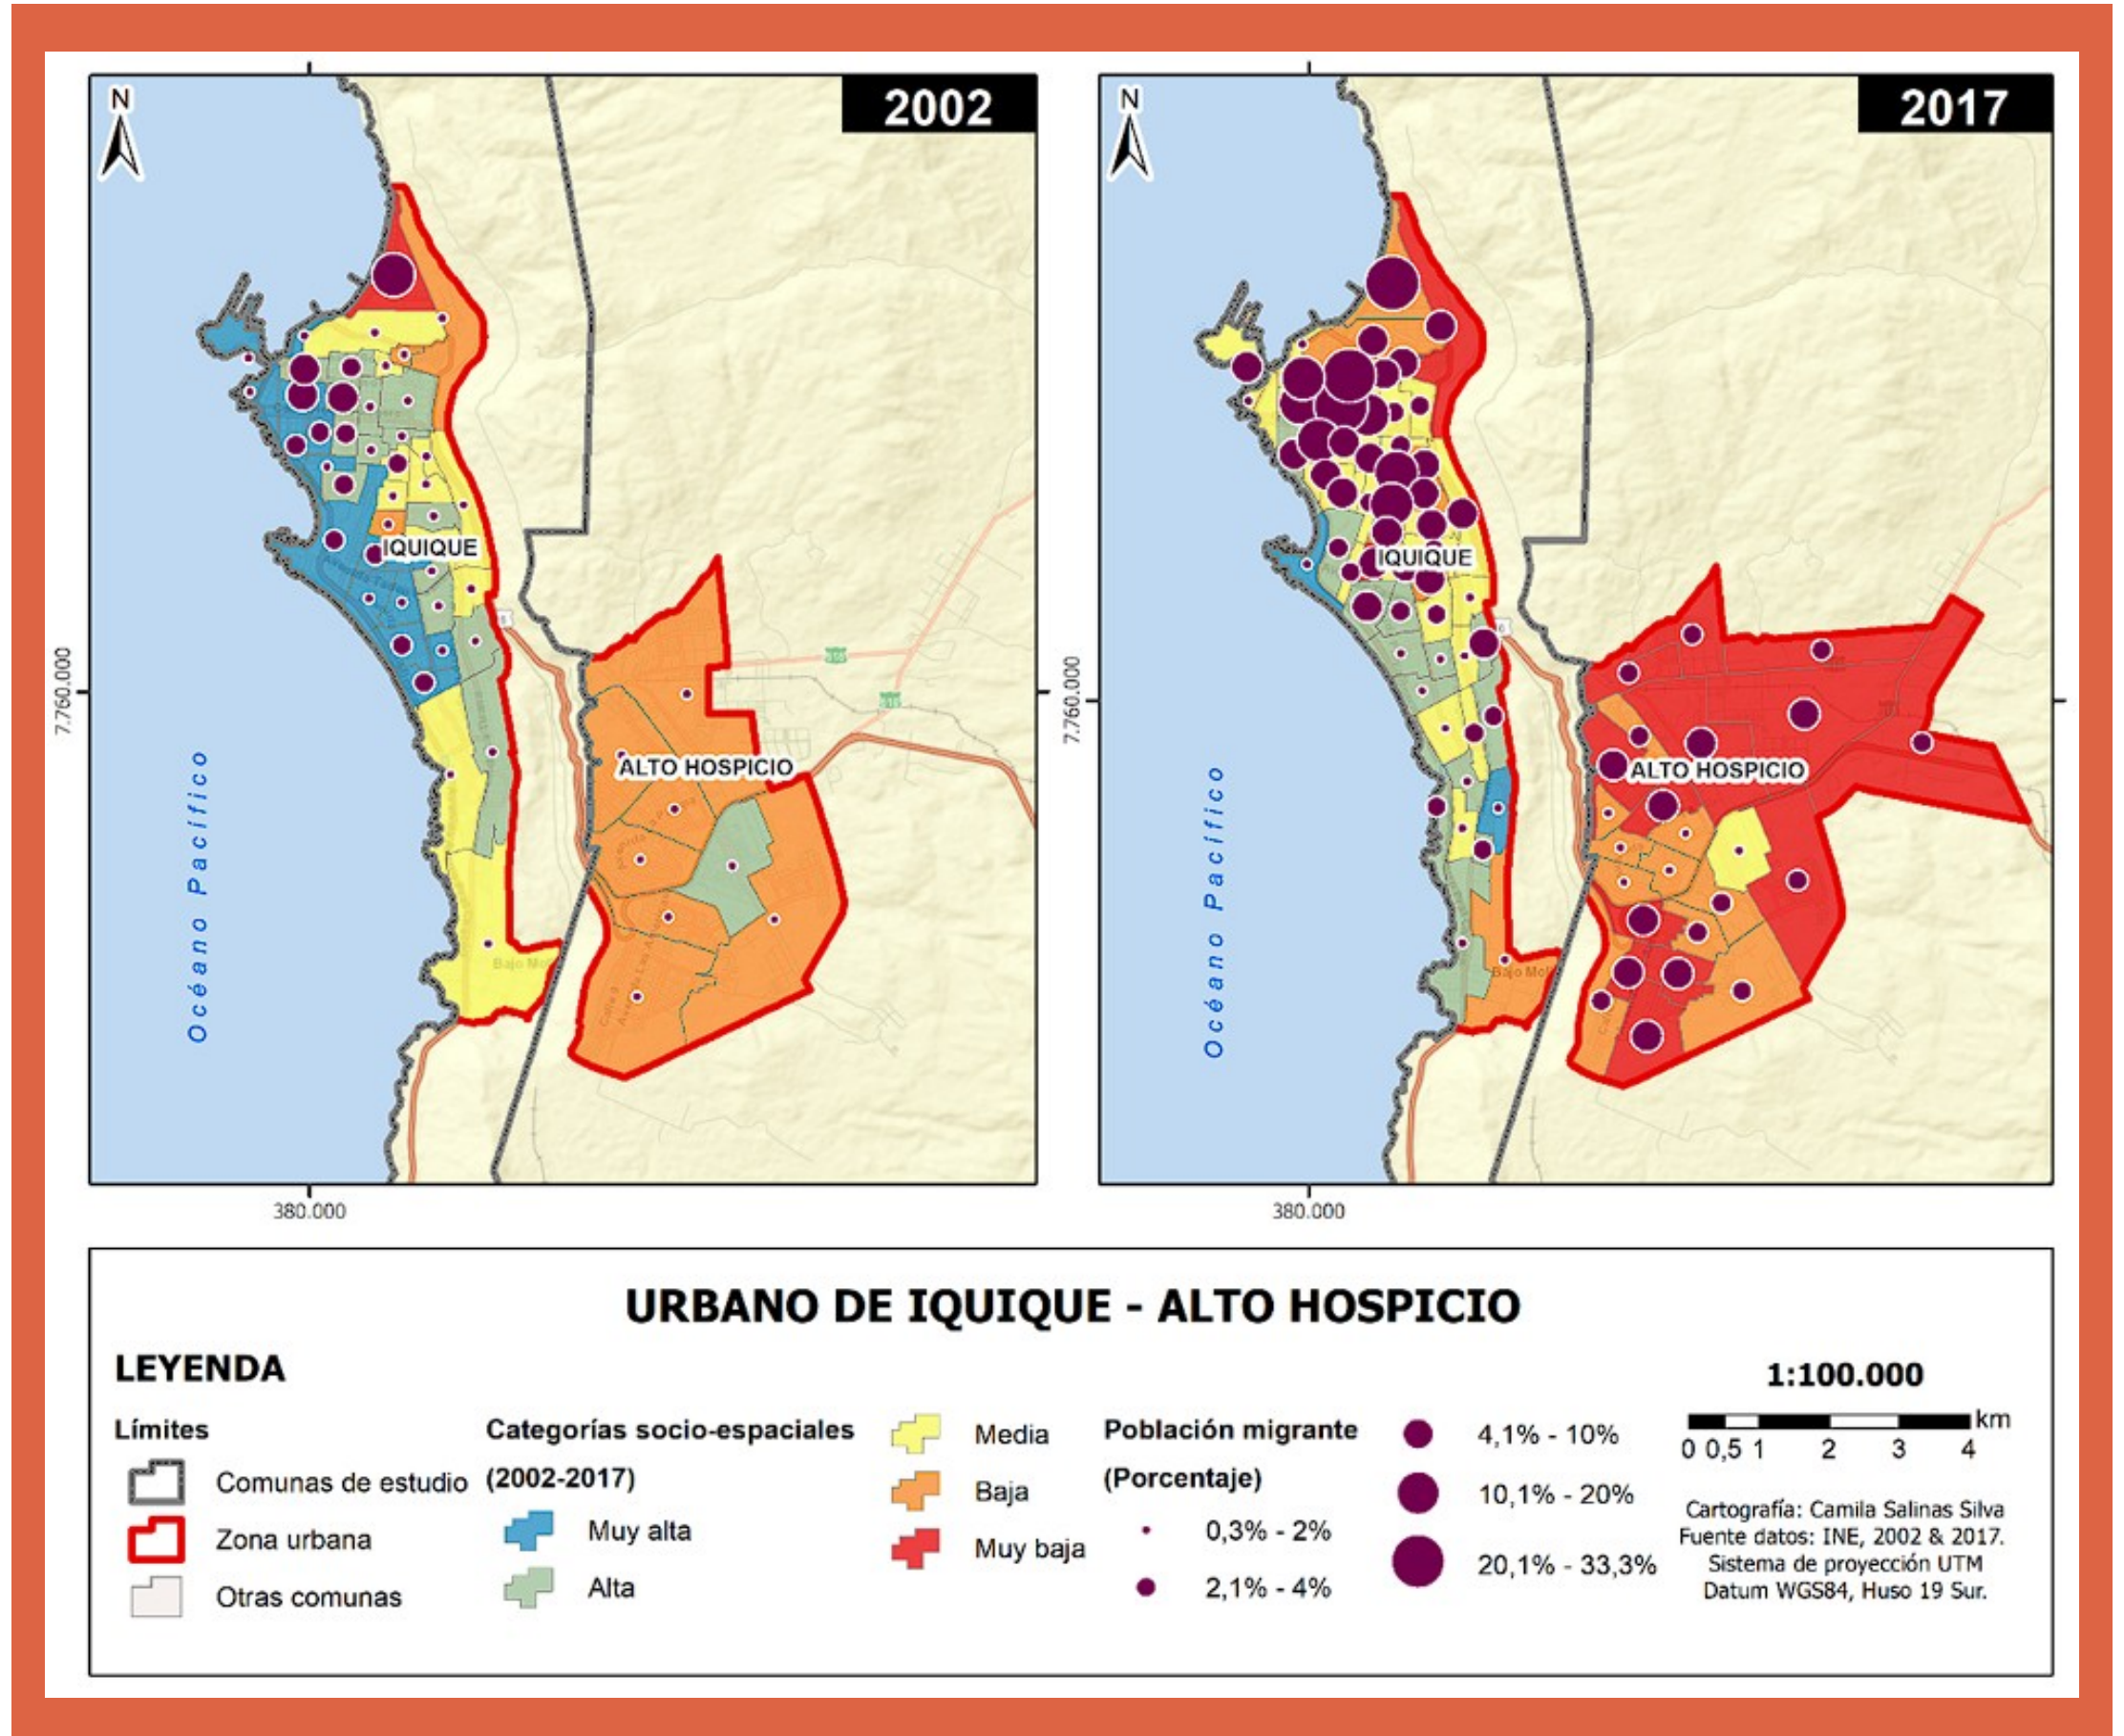 N
2002
IQUIQUE
ALTO HOSPICIO
Océano Pacífico
7.760.000
380.000
N
2017
IQUIQUE
ALTO HOSPICIO
Océano Pacífico
7.760.000
380.000
URBANO DE IQUIQUE - ALTO HOSPICIO
LEYENDA
Límites
Comunas de estudio
Zona urbana
Otras comunas
Categorías socio-espaciales
(2002-2017)
Muy alta
Alta
Media
Baja
Muy baja
Población migrante
(Porcentaje)
0,3% - 2%
2,1% - 4%
4,1% - 10%
10,1% - 20%
20,1% - 33,3%
1:100.000
km
0 0,5 1 2 3 4
Cartografía: Camila Salinas Silva
Fuente datos: INE, 2002 & 2017.
Sistema de proyección UTM
Datum WGS84, Huso 19 Sur.